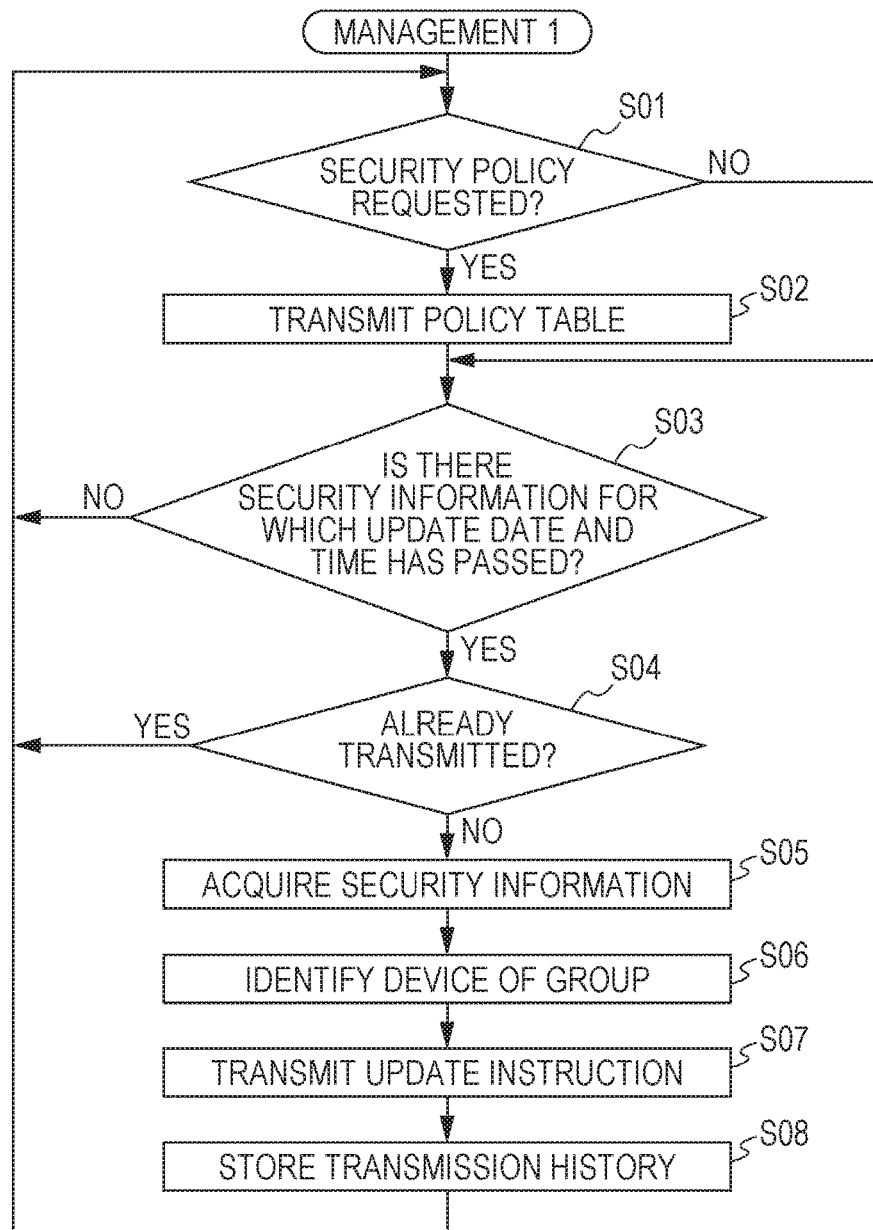 MANAGEMENT 1
S01
SECURITY POLICY
REQUESTED?
NO
YES
S02
TRANSMIT POLICY TABLE
S03
IS THERE
SECURITY INFORMATION FOR
WHICH UPDATE DATE AND
TIME HAS PASSED?
NO
YES
S04
ALREADY
TRANSMITTED?
YES
NO
S05
ACQUIRE SECURITY INFORMATION
S06
IDENTIFY DEVICE OF GROUP
S07
TRANSMIT UPDATE INSTRUCTION
S08
STORE TRANSMISSION HISTORY